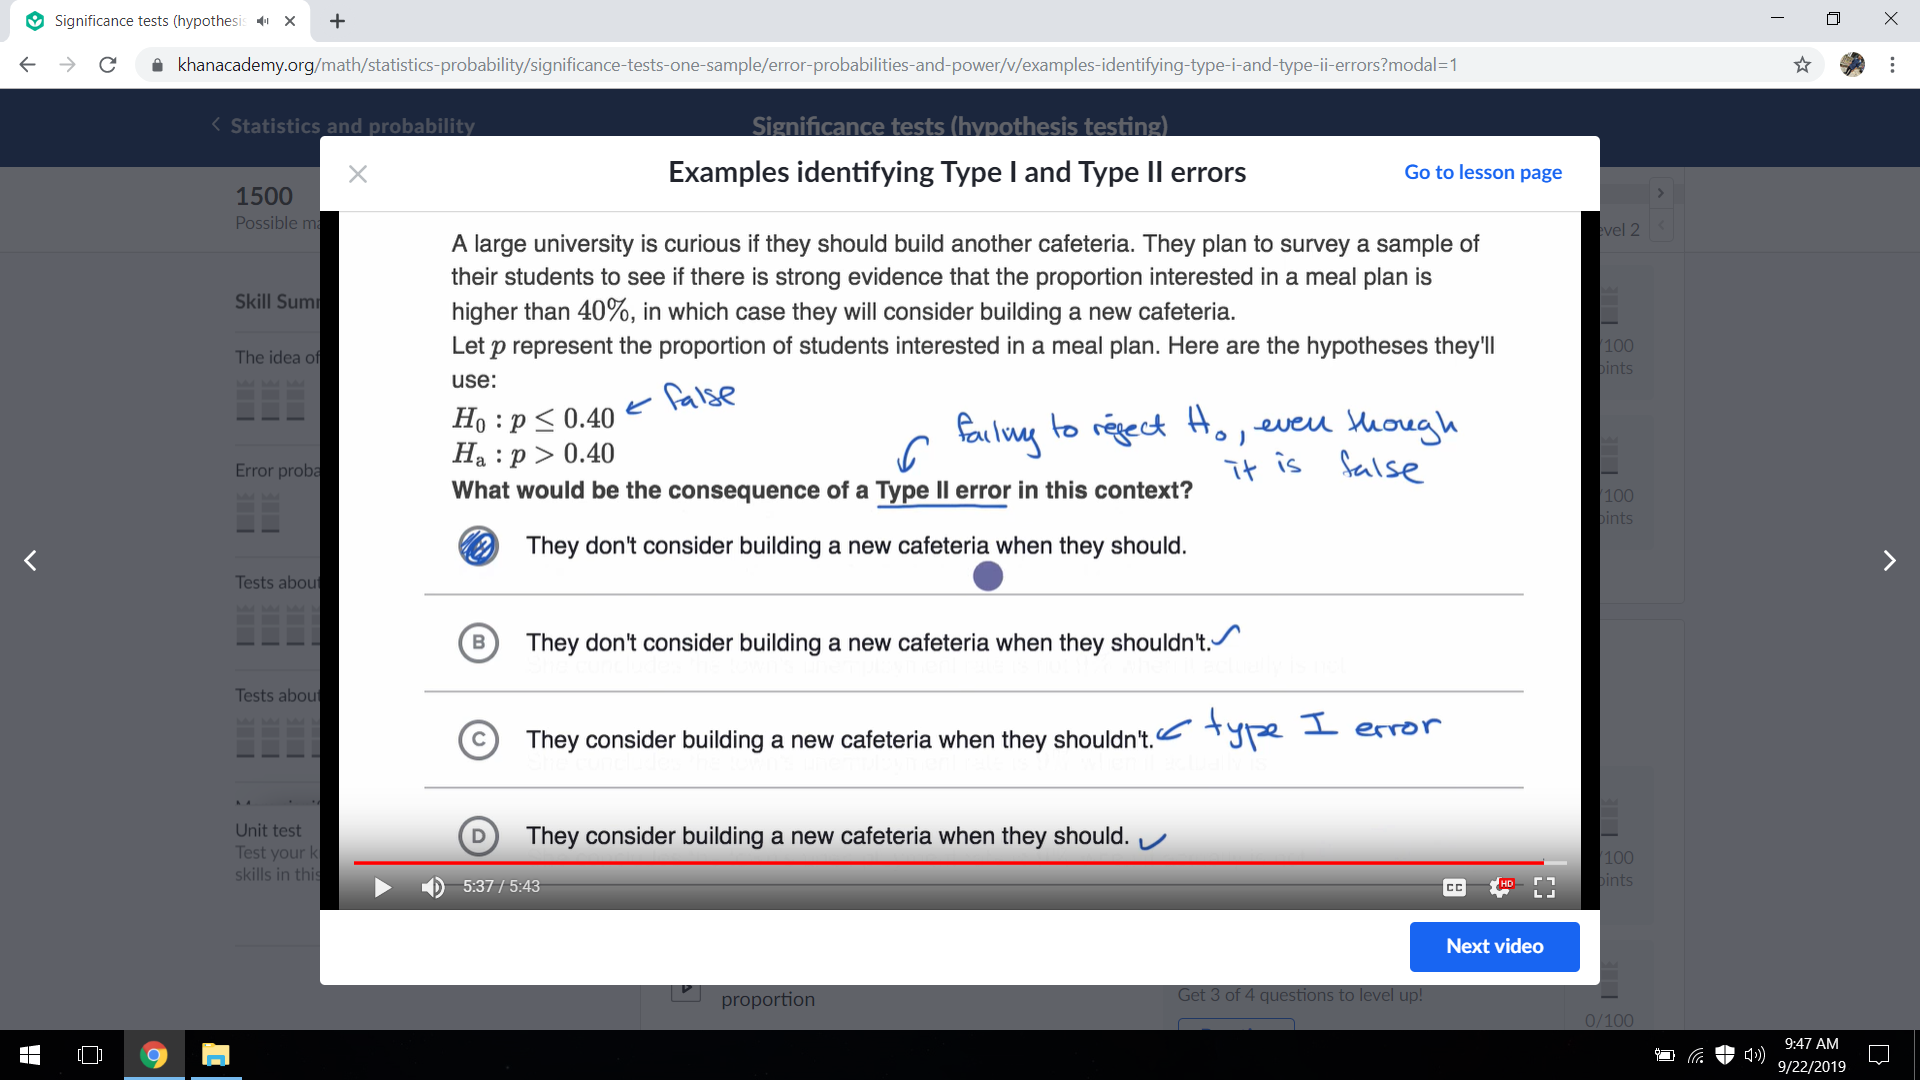 Significance tests (hypothesis
khanacademy.org/math/statistics-probability/significance-tests-one-sample/error-probabilities-and-power/v/examples-identifying-type-i-and-type-ii-errors?modal=1
Statistics and probability
Significance tests (hypothesis testing)
Examples identifying Type I and Type II errors
Go to lesson page
1500
Possible ma
evel 2
A large university is curious if they should build another cafeteria. They plan to survey a sample of
their students to see if there is strong evidence that the proportion interested in a meal plan is
higher than 40%, in which case they will consider building a new cafeteria.
Let p represent the proportion of students interested in a meal plan. Here are the hypotheses they'll
use:
H₀ : p ≤ 0.40 ← false
Hₐ : p > 0.40
failing to reject H₀, even though
it is false
What would be the consequence of a Type II error in this context?
They don't consider building a new cafeteria when they should.
B They don't consider building a new cafeteria when they shouldn't.
C They consider building a new cafeteria when they shouldn't. ← type I error
D They consider building a new cafeteria when they should.
5:37 / 5:43
CC
HD
Next video
Skill Summ
The idea of
Error proba
Tests about
Tests about
Unit test
Test your k
skills in this
/100
oints
/100
oints
/100
oints
proportion
Get 3 of 4 questions to level up!
0/100
9:47 AM
9/22/2019